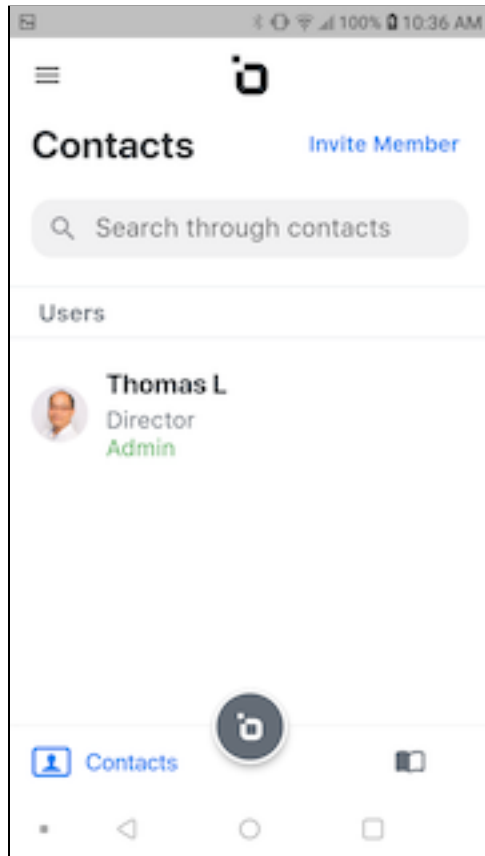 100% 10:36 AM
Contacts
Invite Member
Search through contacts
Users
Thomas L
Director
Admin
Contacts